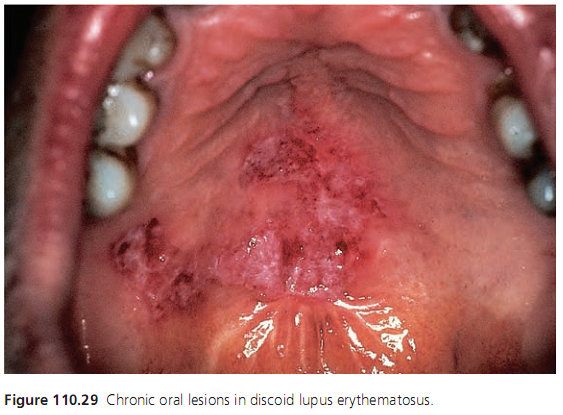 Figure 110.29 Chronic oral lesions in discoid lupus erythematosus.